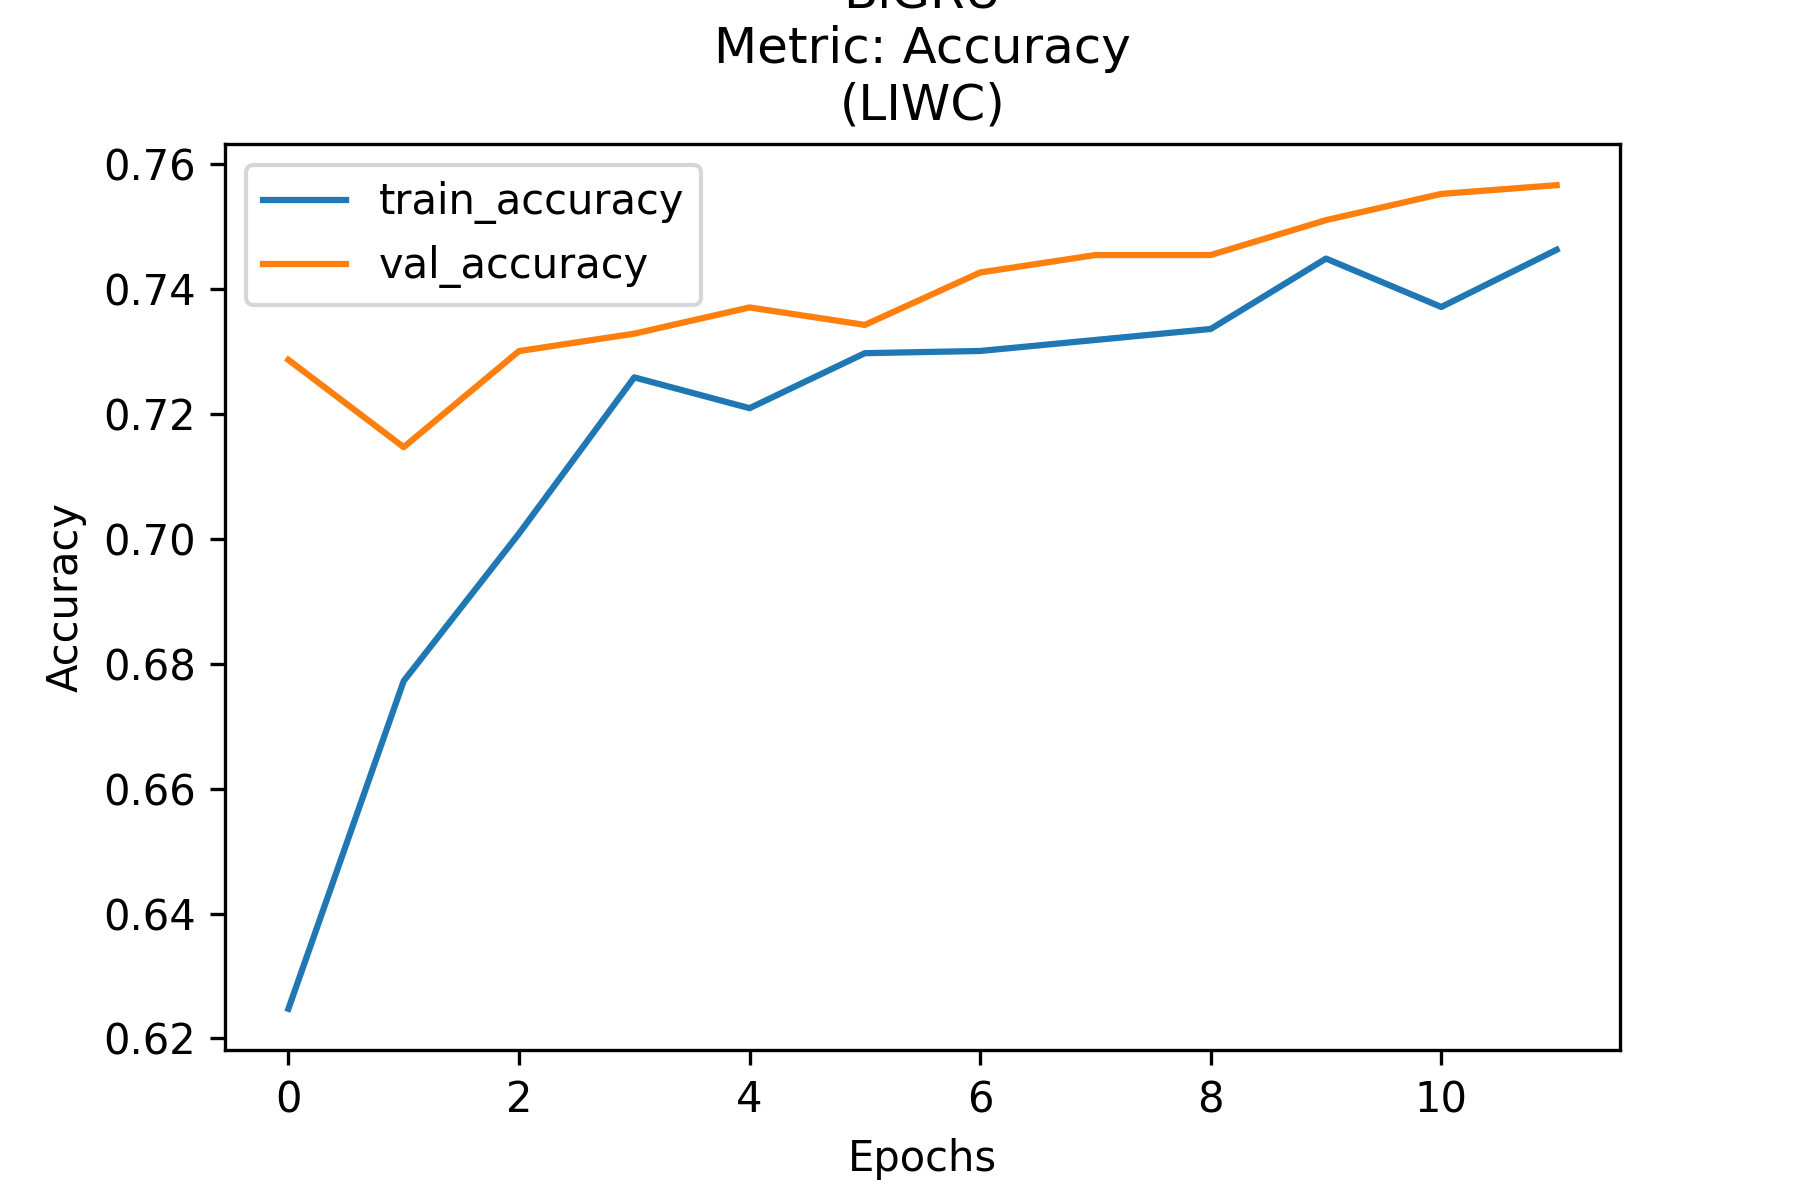 BiGRU
Metric: Accuracy
(LIWC)
train_accuracy
val_accuracy
0.76
0.74
0.72
0.70
0.68
0.66
0.64
0.62
Accuracy
0 2 4 6 8 10
Epochs